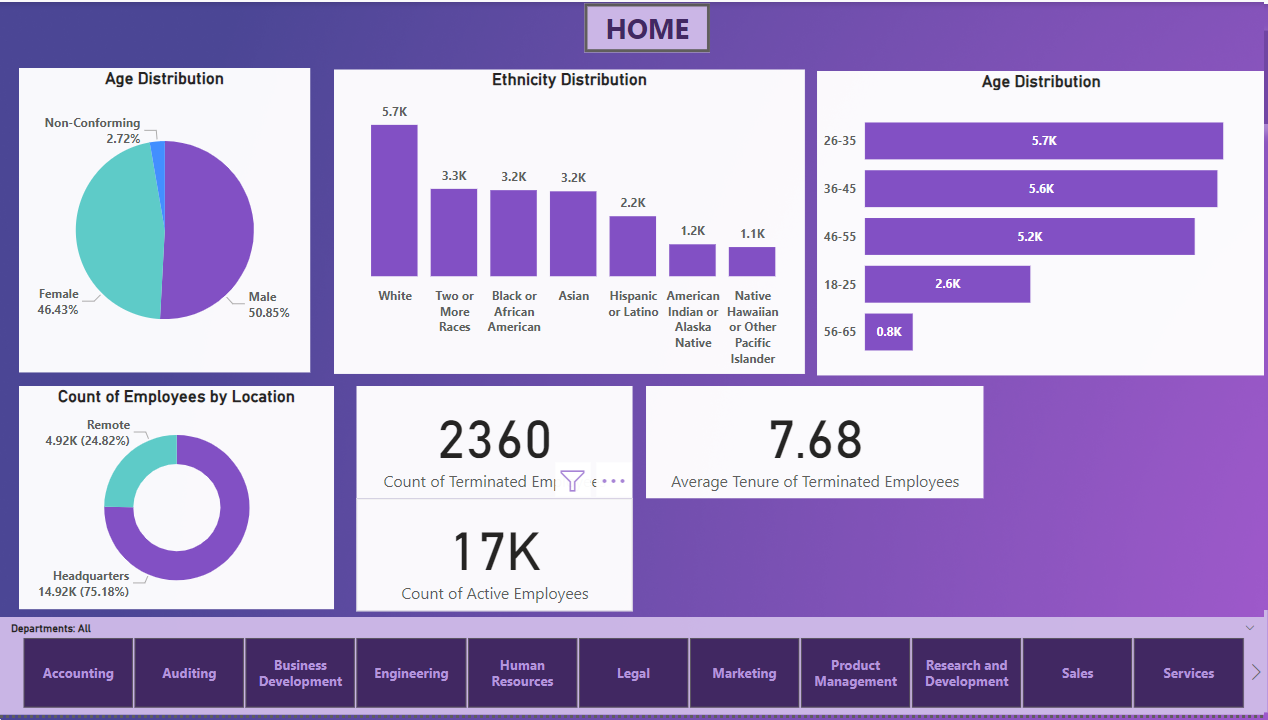 HOME
Age Distribution
Non-Conforming
2.72%
Female
46.43%
Male
50.85%
Ethnicity Distribution
5.7K
3.3K
3.2K
3.2K
2.2K
1.2K
1.1K
White
Two or
More
Races
Black or
African
American
Asian
Hispanic
or Latino
American
Indian or
Alaska
Native
Native
Hawaiian
or Other
Pacific
Islander
Age Distribution
26-35
5.7K
36-45
5.6K
46-55
5.2K
18-25
2.6K
56-65
0.8K
Count of Employees by Location
Remote
4.92K (24.82%)
Headquarters
14.92K (75.18%)
2360
Count of Terminated
7.68
Average Tenure of Terminated Employees
17K
Count of Active Employees
Departments: All
Accounting
Auditing
Business
Development
Engineering
Human
Resources
Legal
Marketing
Product
Management
Research and
Development
Sales
Services